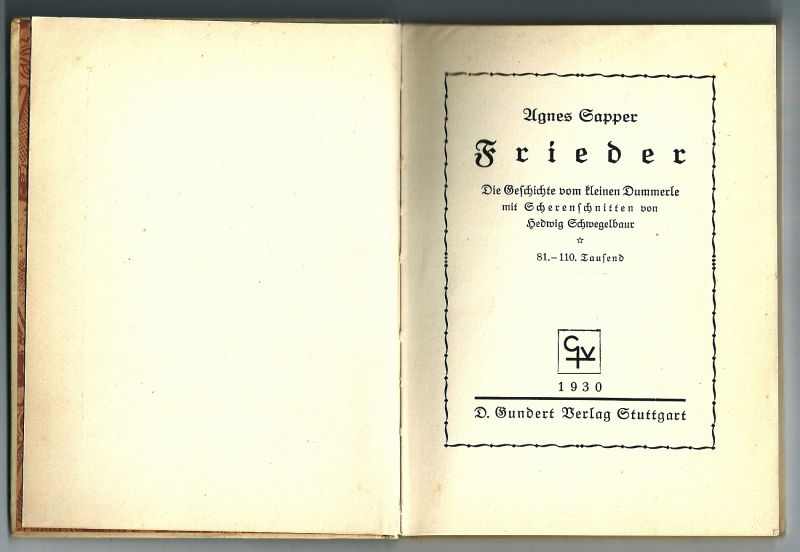 Agnes Sapper
Frieder
Die Geschichte vom kleinen Dummerle
mit Scherenschnitten von
Hedwig Schwegelbaur
☆
81.–110. Tausend
GV
1930
D. Gundert Verlag Stuttgart